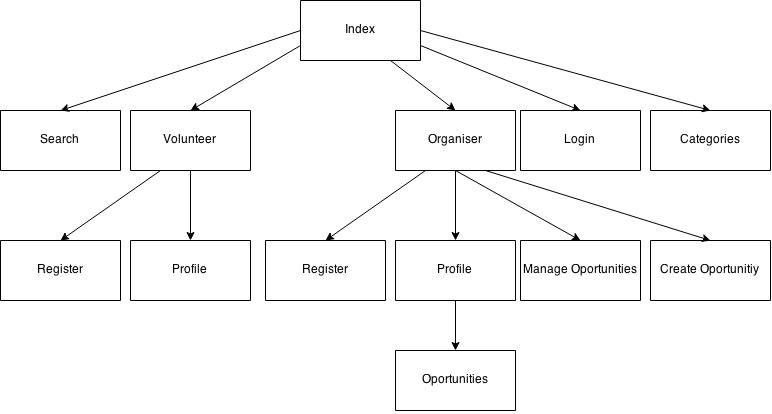 Index
Search
Volunteer
Organiser
Login
Categories
Register
Profile
Register
Profile
Manage Oportunities
Create Oportunitiy
Oportunities